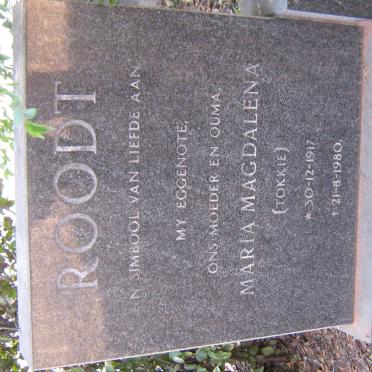 ROODT
'N SIMBOOL VAN LIEFDE AAN
MY EGGENOTE,
ONS MOEDER EN OUMA,
MARIA MAGDALENA
(TOKKIE)
* 30-12-1917
† 21-8-1980